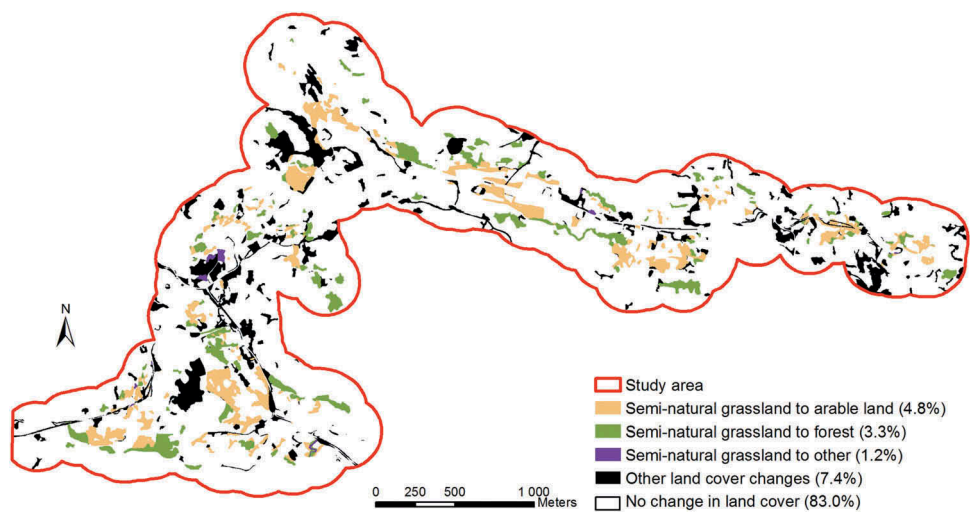 N
Study area
Semi-natural grassland to arable land (4.8%)
Semi-natural grassland to forest (3.3%)
Semi-natural grassland to other (1.2%)
Other land cover changes (7.4%)
No change in land cover (83.0%)
0 250 500 1 000
Meters